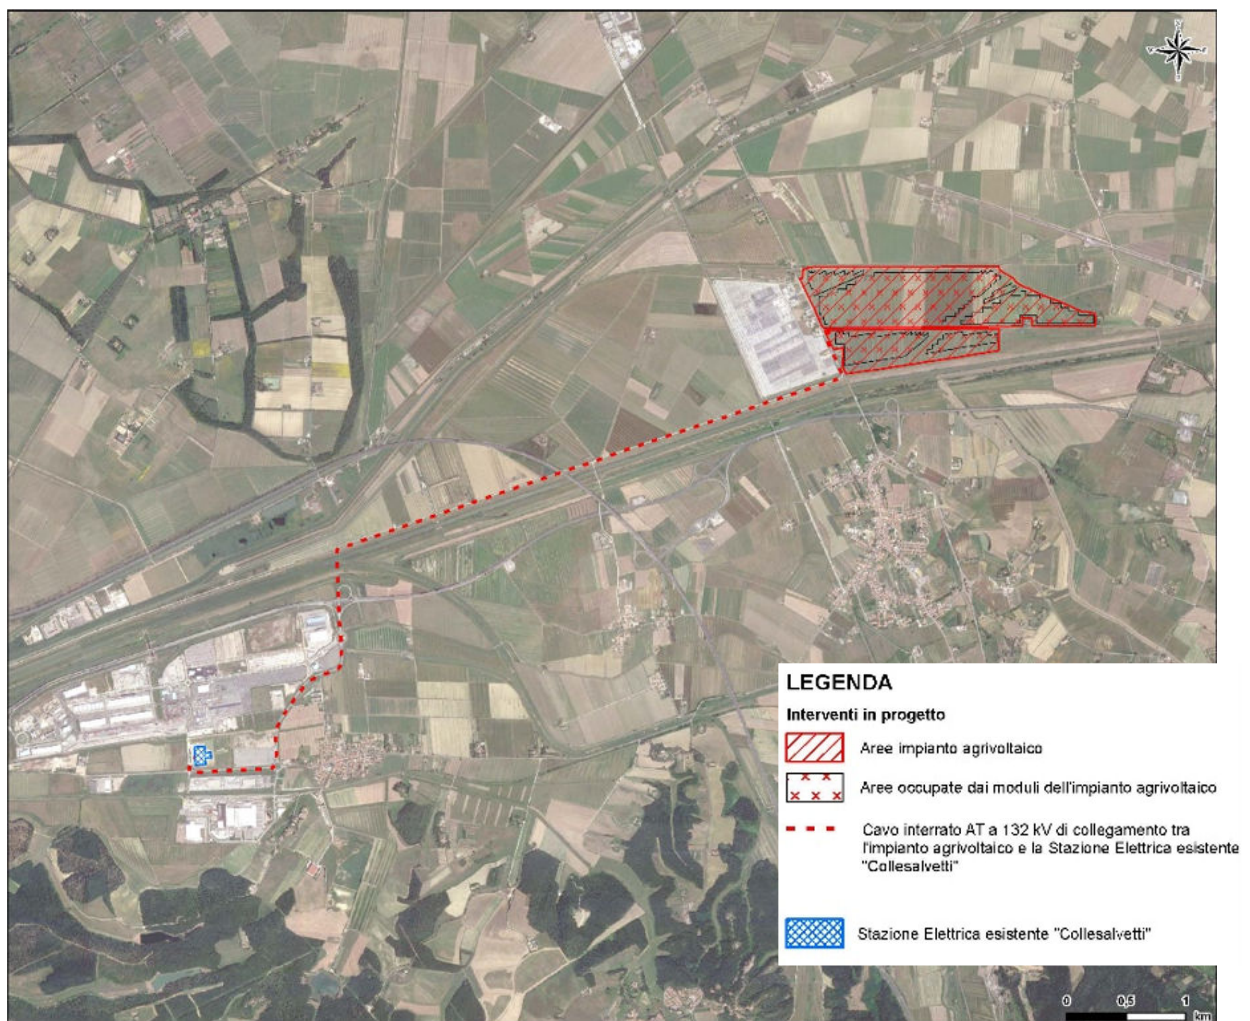 LEGENDA
Interventi in progetto
Aree impianto agrivoltaico
Aree occupate dai moduli dell'impianto agrivoltaico
Cavo interrato AT a 132 kV di collegamento tra
l'impianto agrivoltaico e la Stazione Elettrica esistente
"Collesalvetti"
Stazione Elettrica esistente "Collesalvetti"
0 0,5 1
km